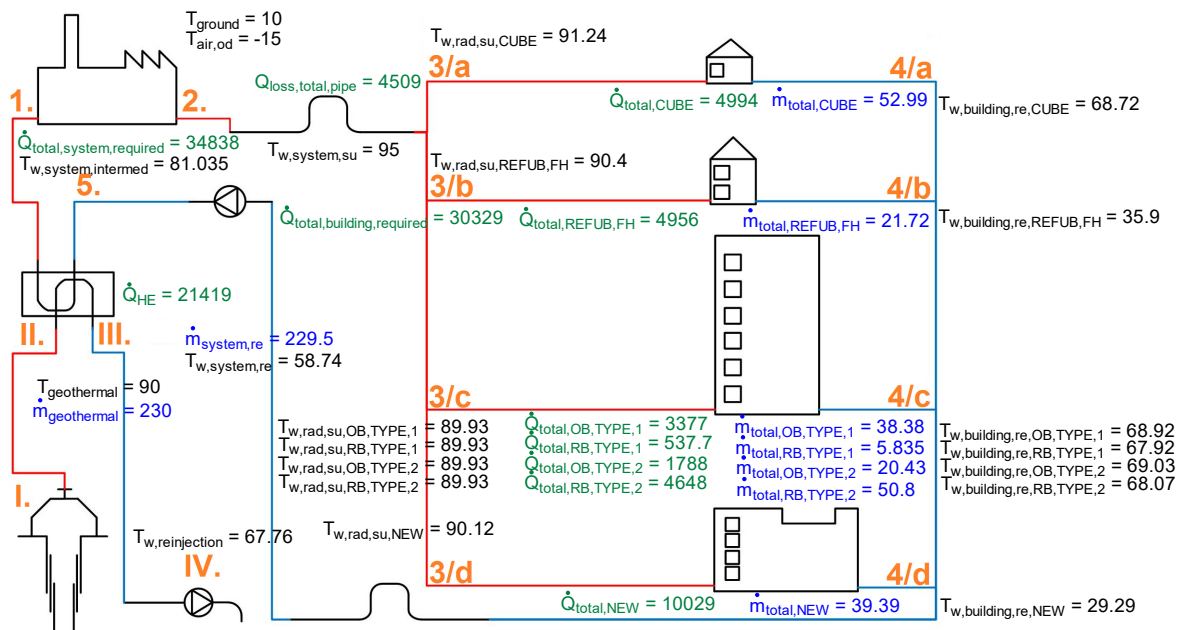 T_ground = 10
T_air,od = -15
T_w,rad,su,CUBE = 91.24
3/a
4/a
Q_loss,total,pipe = 4509
1.
2.
Q̇_total,CUBE = 4994
ṁ_total,CUBE = 52.99
T_w,building,re,CUBE = 68.72
Q̇_total,system,required = 34838
T_w,system,intermed = 81.035
T_w,system,su = 95
T_w,rad,su,REFUB,FH = 90.4
5.
3/b
4/b
Q̇_total,building,required = 30329
Q̇_total,REFUB,FH = 4956
ṁ_total,REFUB,FH = 21.72
T_w,building,re,REFUB,FH = 35.9
Q̇_HE = 21419
II.
III.
ṁ_system,re = 229.5
T_w,system,re = 58.74
T_geothermal = 90
ṁ_geothermal = 230
3/c
4/c
T_w,rad,su,OB,TYPE,1 = 89.93
T_w,rad,su,RB,TYPE,1 = 89.93
T_w,rad,su,OB,TYPE,2 = 89.93
T_w,rad,su,RB,TYPE,2 = 89.93
Q̇_total,OB,TYPE,1 = 3377
Q̇_total,RB,TYPE,1 = 537.7
Q̇_total,OB,TYPE,2 = 1788
Q̇_total,RB,TYPE,2 = 4648
ṁ_total,OB,TYPE,1 = 38.38
ṁ_total,RB,TYPE,1 = 5.835
ṁ_total,OB,TYPE,2 = 20.43
ṁ_total,RB,TYPE,2 = 50.8
T_w,building,re,OB,TYPE,1 = 68.92
T_w,building,re,RB,TYPE,1 = 67.92
T_w,building,re,OB,TYPE,2 = 69.03
T_w,building,re,RB,TYPE,2 = 68.07
I.
T_w,reinjection = 67.76
IV.
T_w,rad,su,NEW = 90.12
3/d
4/d
Q̇_total,NEW = 10029
ṁ_total,NEW = 39.39
T_w,building,re,NEW = 29.29